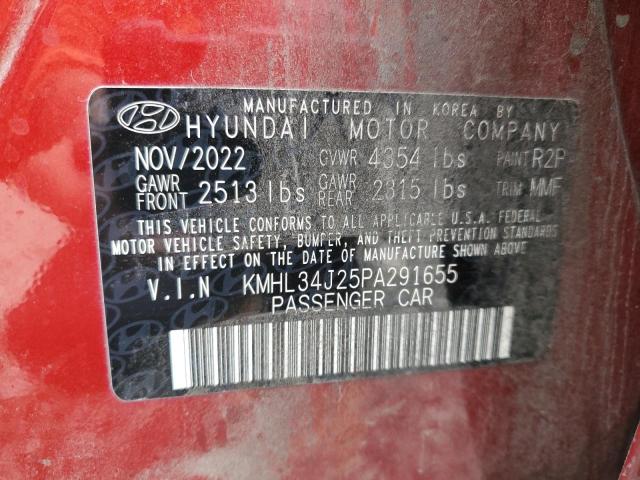 MANUFACTURED IN KOREA BY
HYUNDAI MOTOR COMPANY
NOV/2022 GVWR 4354 lbs PAINT R2P
GAWR FRONT 2513 lbs GAWR REAR 2315 lbs TRIM MMF
THIS VEHICLE CONFORMS TO ALL APPLICABLE U.S.A. FEDERAL
MOTOR VEHICLE SAFETY, BUMPER, AND THEFT PREVENTION STANDARDS
IN EFFECT ON THE DATE OF MANUFACTURE SHOWN ABOVE.
V.I.N KMHL34J25PA291655
PASSENGER CAR